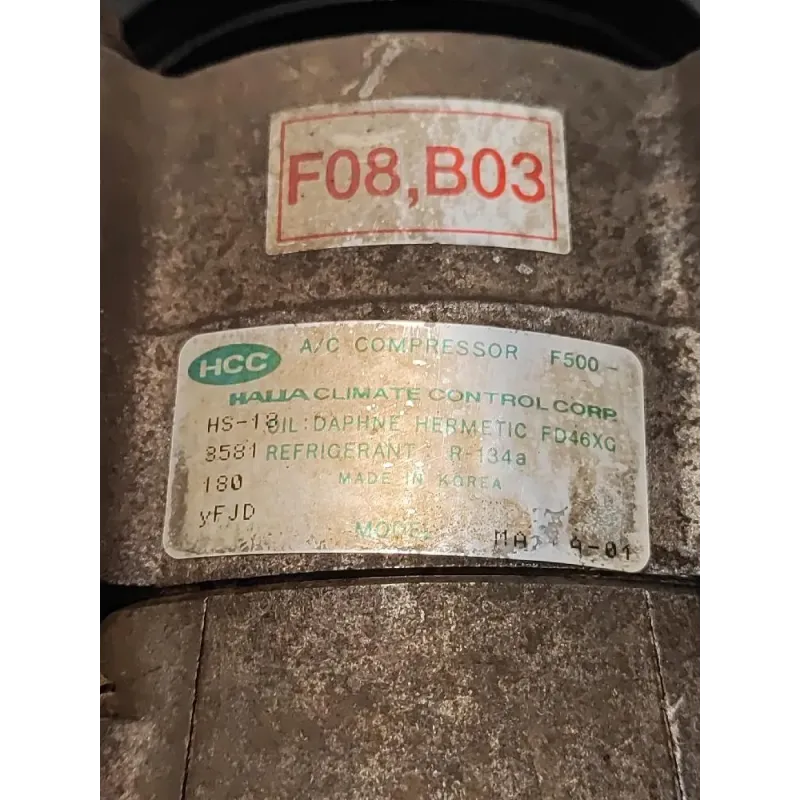 F08,B03
HCC A/C COMPRESSOR F500-
HALLA CLIMATE CONTROL CORP.
HS-18 OIL: DAPHNE HERMETIC FD46XG
REFRIGERANT: R-134a
180 MADE IN KOREA
yFJD
MODEL